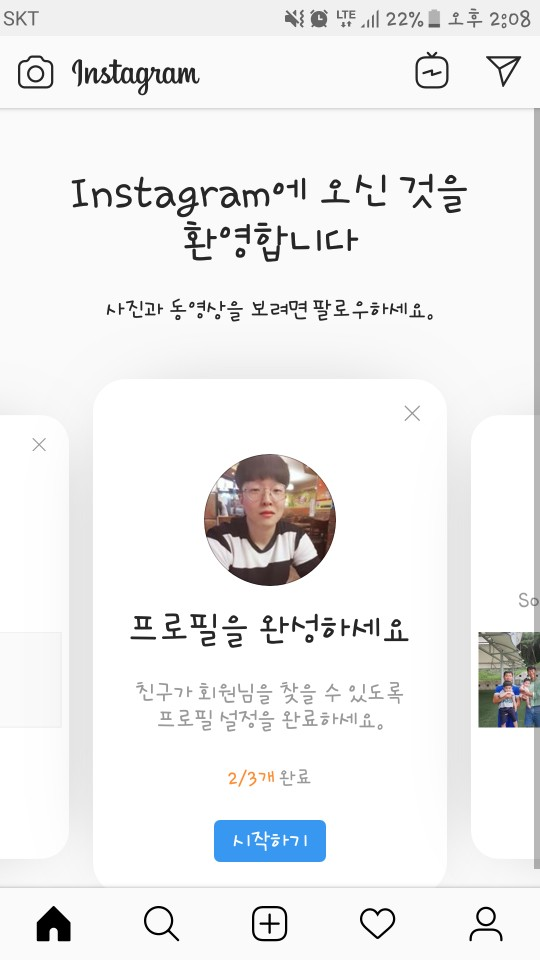 SKT LTE 22% 오후 2:08
Instagram
Instagram에 오신 것을
환영합니다
사진과 동영상을 보려면 팔로우하세요.
프로필을 완성하세요
친구가 회원님을 찾을 수 있도록
프로필 설정을 완료하세요.
2/3개 완료
시작하기
So